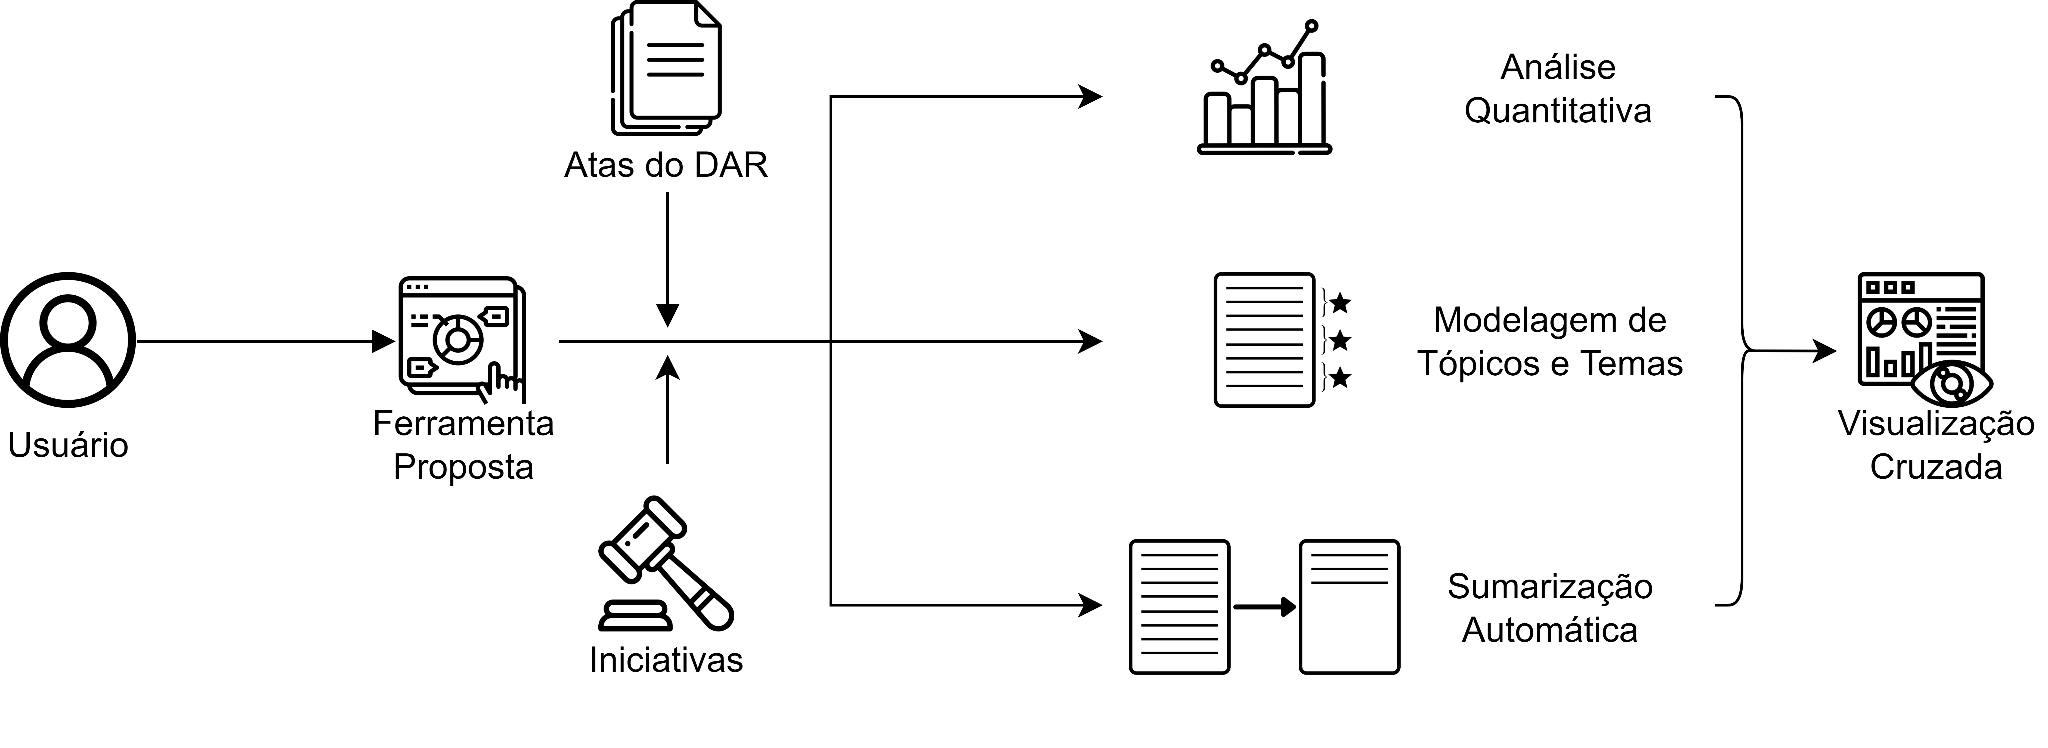 Usuário
Ferramenta
Proposta
Atas do DAR
Iniciativas
Análise
Quantitativa
Modelagem de
Tópicos e Temas
Sumarização
Automática
Visualização
Cruzada